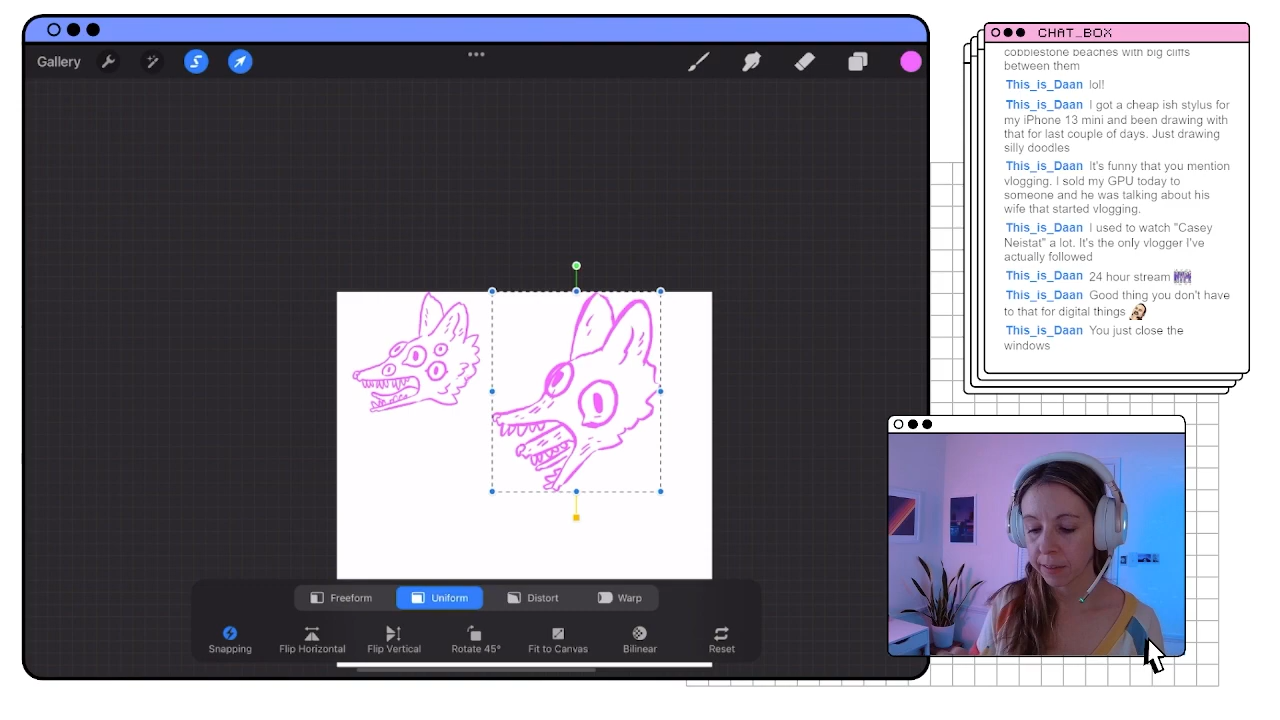 CHAT_BOX
Gallery
cobblestone beaches with big cliffs
between them
This_is_Daan lol!
This_is_Daan I got a cheap ish stylus for
my iPhone 13 mini and been drawing with
that for last couple of days. Just drawing
silly doodles
This_is_Daan It's funny that you mention
vlogging. I sold my GPU today to
someone and he was talking about his
wife that started vlogging.
This_is_Daan I used to watch "Casey
Neistat" a lot. It's the only vlogger I've
actually followed
This_is_Daan 24 hour stream
This_is_Daan Good thing you don't have
to that for digital things
This_is_Daan You just close the
windows
Freeform Uniform Distort Warp
Snapping Flip Horizontal Flip Vertical Rotate 45° Fit to Canvas Bilinear Reset